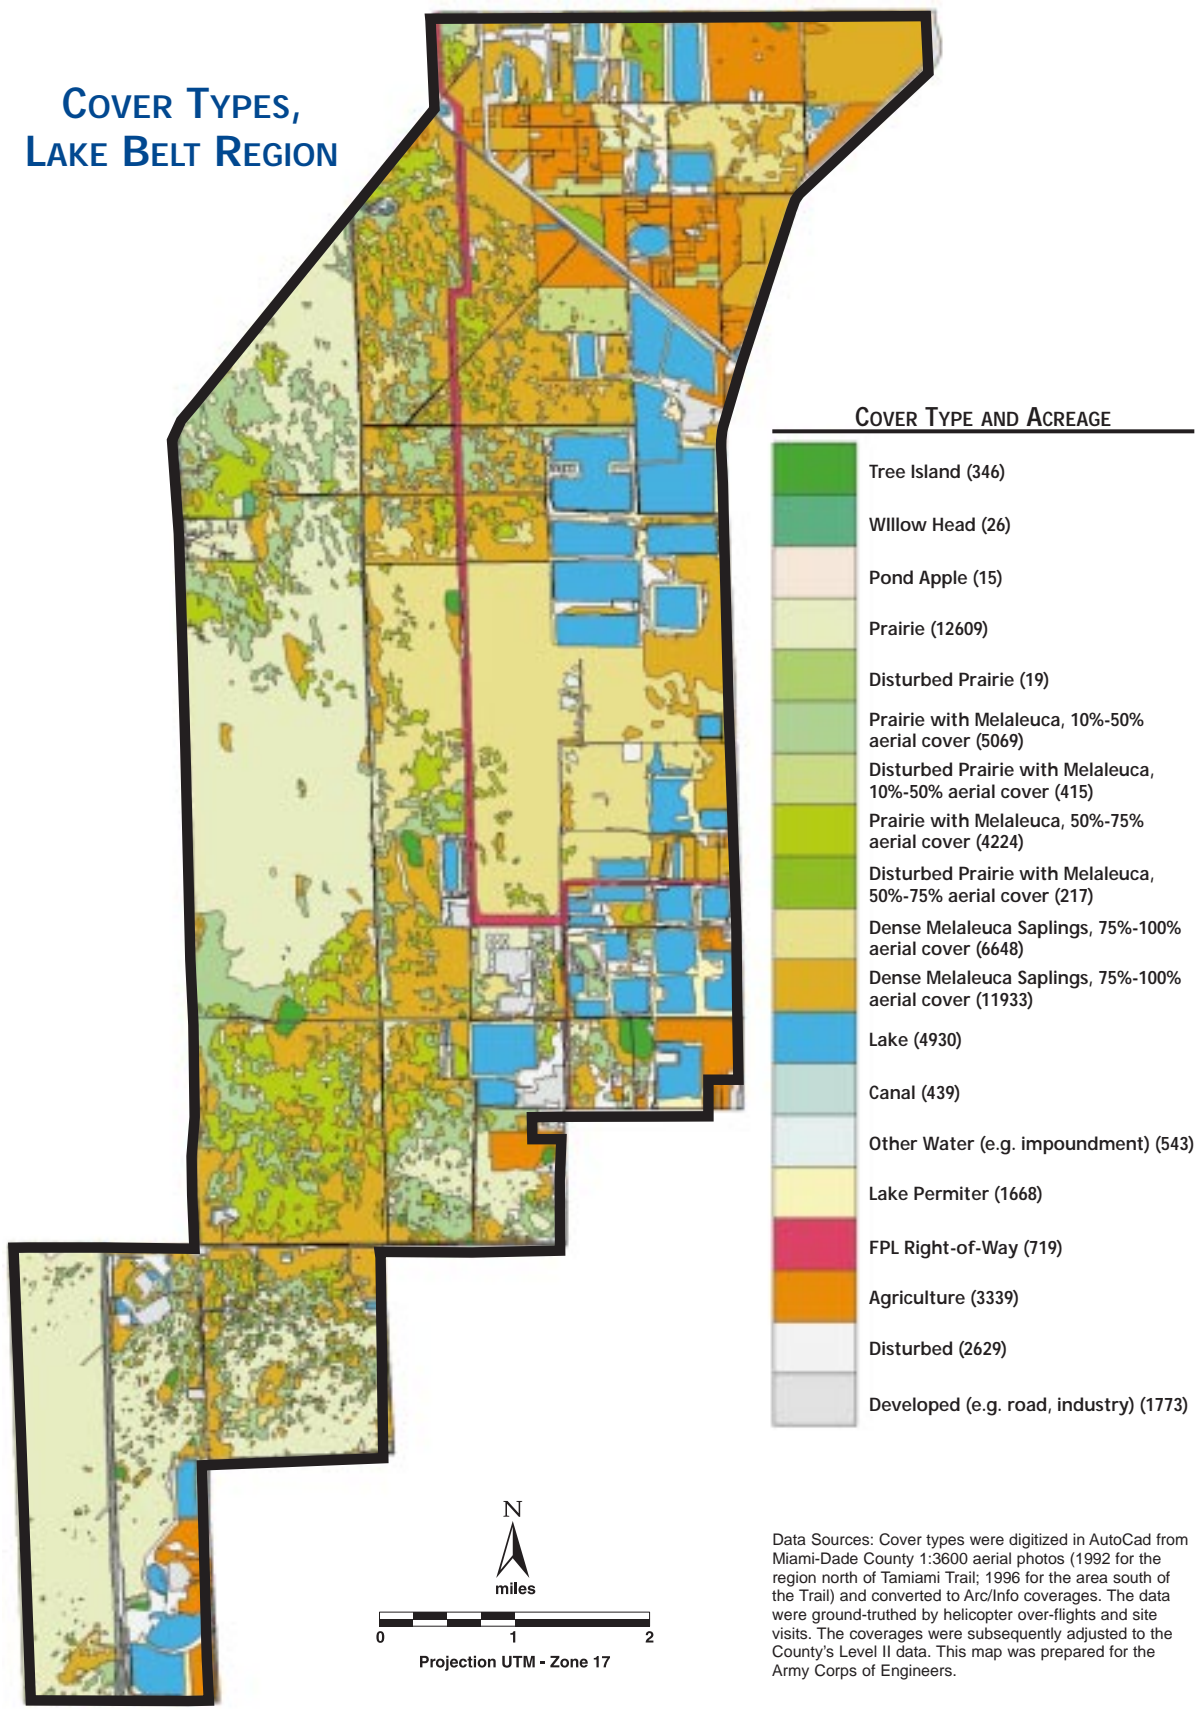 COVER TYPES,
LAKE BELT REGION
COVER TYPE AND ACREAGE
Tree Island (346)
WIllow Head (26)
Pond Apple (15)
Prairie (12609)
Disturbed Prairie (19)
Prairie with Melaleuca, 10%-50%
aerial cover (5069)
Disturbed Prairie with Melaleuca,
10%-50% aerial cover (415)
Prairie with Melaleuca, 50%-75%
aerial cover (4224)
Disturbed Prairie with Melaleuca,
50%-75% aerial cover (217)
Dense Melaleuca Saplings, 75%-100%
aerial cover (6648)
Dense Melaleuca Saplings, 75%-100%
aerial cover (11933)
Lake (4930)
Canal (439)
Other Water (e.g. impoundment) (543)
Lake Permiter (1668)
FPL Right-of-Way (719)
Agriculture (3339)
Disturbed (2629)
Developed (e.g. road, industry) (1773)
N
miles
0 1 2
Projection UTM - Zone 17
Data Sources: Cover types were digitized in AutoCad from
Miami-Dade County 1:3600 aerial photos (1992 for the
region north of Tamiami Trail; 1996 for the area south of
the Trail) and converted to Arc/Info coverages. The data
were ground-truthed by helicopter over-flights and site
visits. The coverages were subsequently adjusted to the
County's Level II data. This map was prepared for the
Army Corps of Engineers.